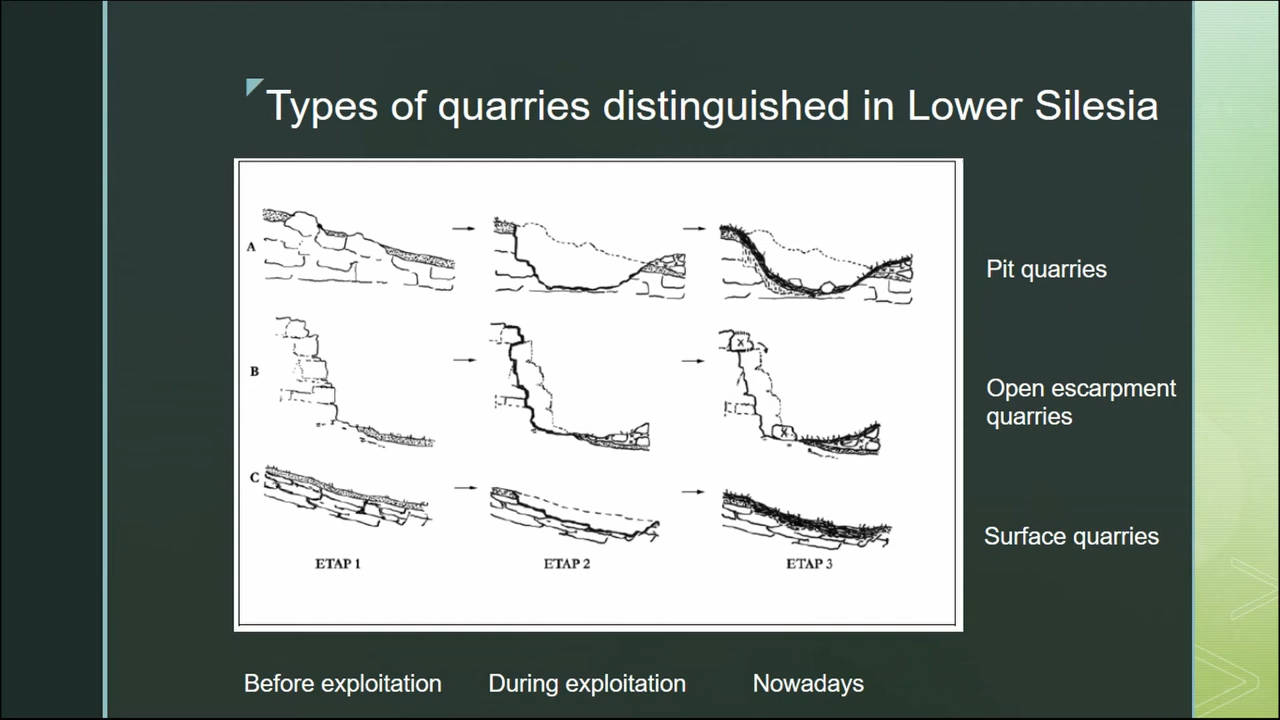 Types of quarries distinguished in Lower Silesia
A
Pit quarries
B
X
X
Open escarpment
quarries
C
Surface quarries
ETAP 1
ETAP 2
ETAP 3
Before exploitation
During exploitation
Nowadays